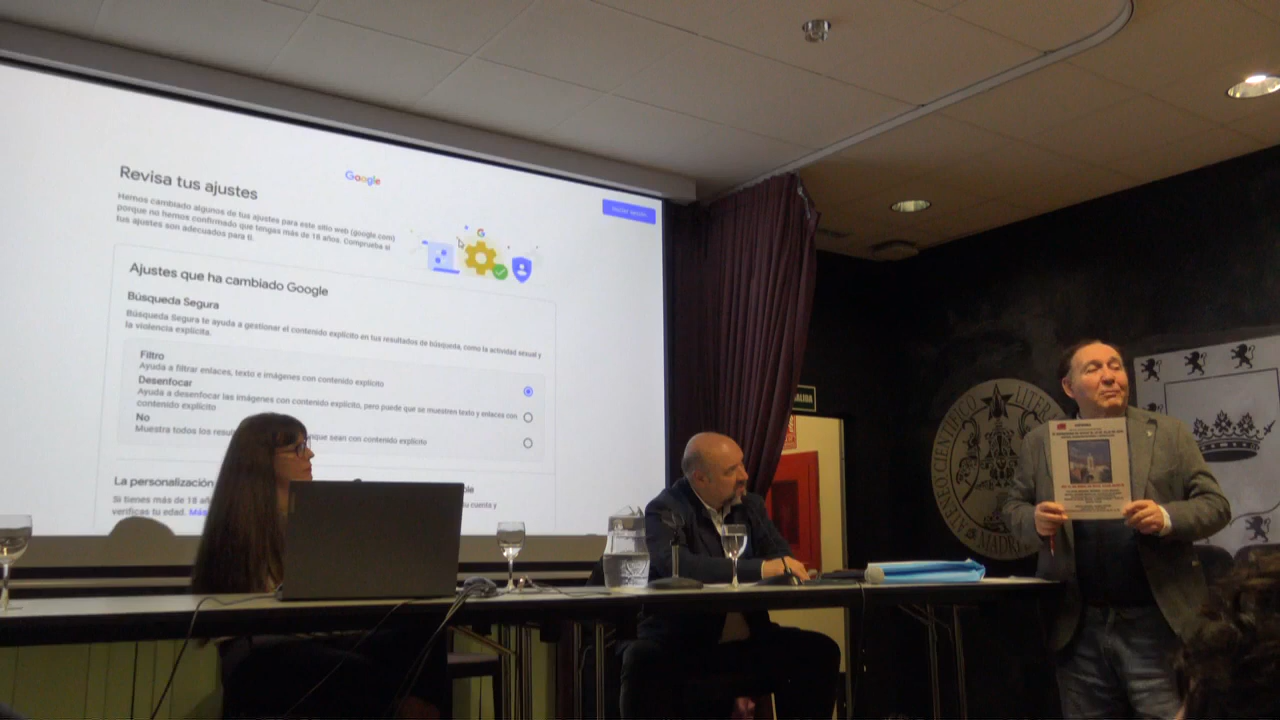 Google
Revisa tus ajustes
Hemos cambiado algunos de tus ajustes para este sitio web (google.com)
porque no hemos confirmado que tengas más de 18 años. Comprueba si
tus ajustes son adecuados para ti.
Ajustes que ha cambiado Google
Búsqueda Segura
Búsqueda Segura te ayuda a gestionar el contenido explícito en tus resultados de búsqueda, como la actividad sexual y
la violencia explícita.
Filtro
Ayuda a filtrar enlaces, texto e imágenes con contenido explícito
Desenfocar
Ayuda a desenfocar las imágenes con contenido explícito, pero puede que se muestren texto y enlaces con
contenido explícito
No
Muestra todos los sean con contenido explícito
La personalización
Si tienes más de 18 cuenta y
verificas tu edad.
SALIDA
ATENEO CIENTÍFICO LITER
MADRI